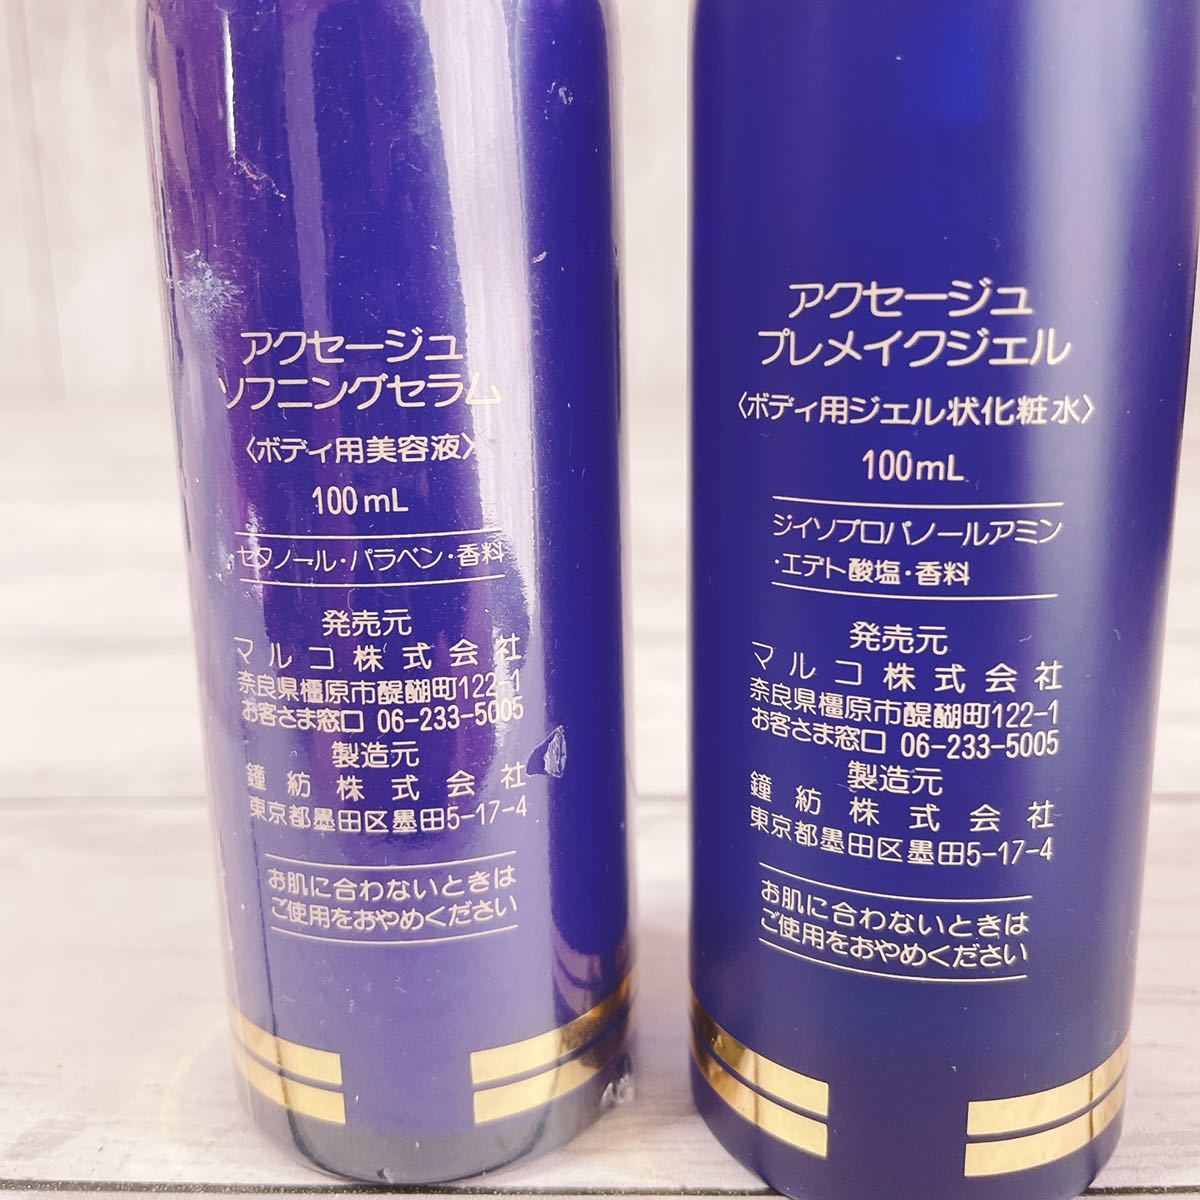 アクセージュ
ソフニングセラム
〈ボディ用美容液〉
100mL
セタノール・パラベン・香料
発売元
マルコ株式会社
奈良県橿原市醍醐町122-1
お客さま窓口 06-233-5005
製造元
鐘紡株式会社
東京都墨田区墨田5-17-4
お肌に合わないときは
ご使用をおやめください
アクセージュ
プレメイクジェル
〈ボディ用ジェル状化粧水〉
100mL
ジイソプロパノールアミン
・エデト酸塩・香料
発売元
マルコ株式会社
奈良県橿原市醍醐町122-1
お客さま窓口 06-233-5005
製造元
鐘紡株式会社
東京都墨田区墨田5-17-4
お肌に合わないときは
ご使用をおやめください